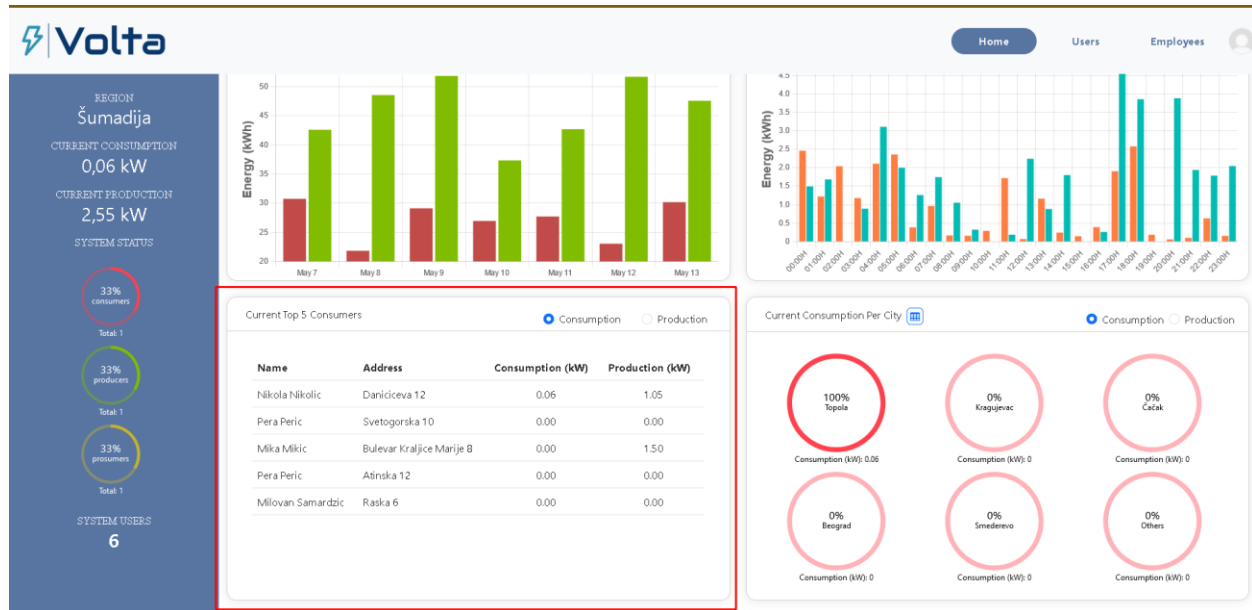 Volta
Home Users Employees
REGION
Šumadija
CURRENT CONSUMPTION
0,06 kW
CURRENT PRODUCTION
2,55 kW
SYSTEM STATUS
33%
consumers
Total: 1
33%
producers
Total: 1
33%
prosumers
Total: 1
SYSTEM USERS
6
Energy (kWh)
50
45
40
35
30
25
20
May 7 May 8 May 9 May 10 May 11 May 12 May 13
Energy (kWh)
4.5
4.0
3.5
3.0
2.5
2.0
1.5
1.0
0.5
0
00:00H 01:00H 02:00H 03:00H 04:00H 05:00H 06:00H 07:00H 08:00H 09:00H 10:00H 11:00H 12:00H 13:00H 14:00H 15:00H 16:00H 17:00H 18:00H 19:00H 20:00H 21:00H 22:00H 23:00H
Current Top 5 Consumers Consumption Production
Name Address Consumption (kW) Production (kW)
Nikola Nikolic Daniciceva 12 0.06 1.05
Pera Peric Svetogorska 10 0.00 0.00
Mika Mikic Bulevar Kraljice Marije 8 0.00 1.50
Pera Peric Atinska 12 0.00 0.00
Milovan Samardzic Raska 6 0.00 0.00
Current Consumption Per City Consumption Production
100%
Topola
Consumption (kW): 0.06
0%
Kragujevac
Consumption (kW): 0
0%
Čačak
Consumption (kW): 0
0%
Beograd
Consumption (kW): 0
0%
Smederevo
Consumption (kW): 0
0%
Others
Consumption (kW): 0